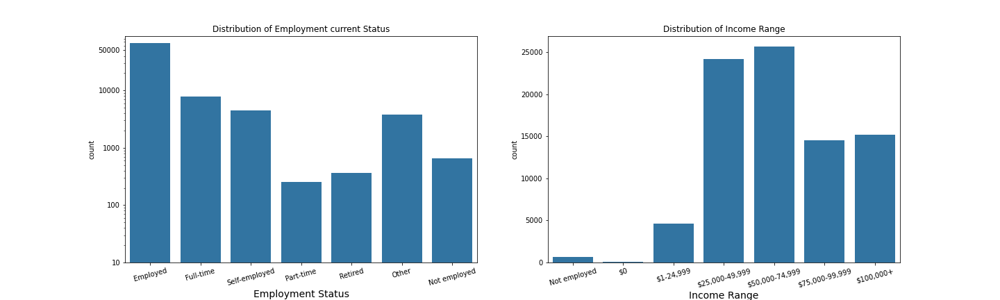 Distribution of Employment current Status
count
50000
10000
1000
100
10
Employed
Full-time
Self-employed
Part-time
Retired
Other
Not employed
Employment Status
Distribution of Income Range
count
25000
20000
15000
10000
5000
0
Not employed
$0
$1-24,999
$25,000-49,999
$50,000-74,999
$75,000-99,999
$100,000+
Income Range